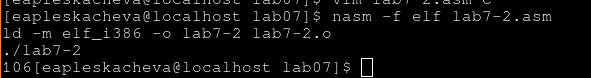 [eapleskacheva@localhost lab07]$ vim lab7-2.asm^C
[eapleskacheva@localhost lab07]$ nasm -f elf lab7-2.asm
ld -m elf_i386 -o lab7-2 lab7-2.o
./lab7-2
106[eapleskacheva@localhost lab07]$